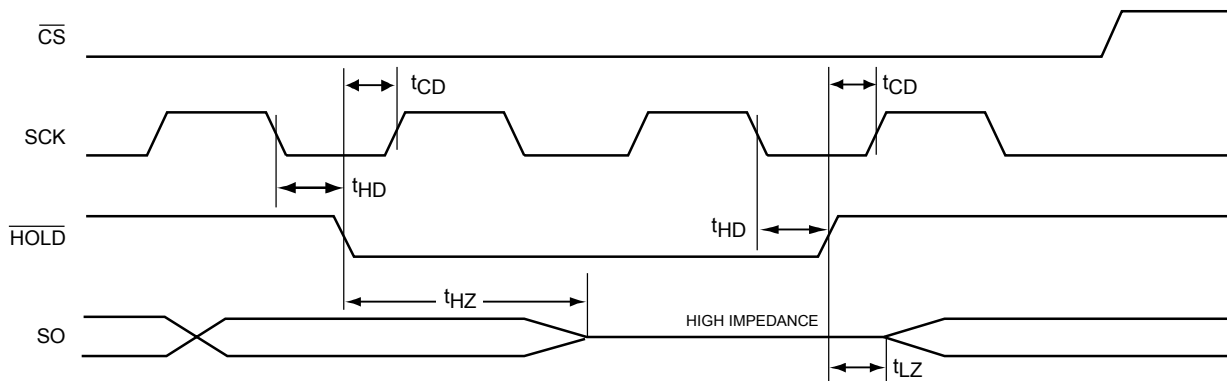 CS
tCD
tCD
SCK
tHD
tHD
HOLD
tHZ
HIGH IMPEDANCE
SO
tLZ